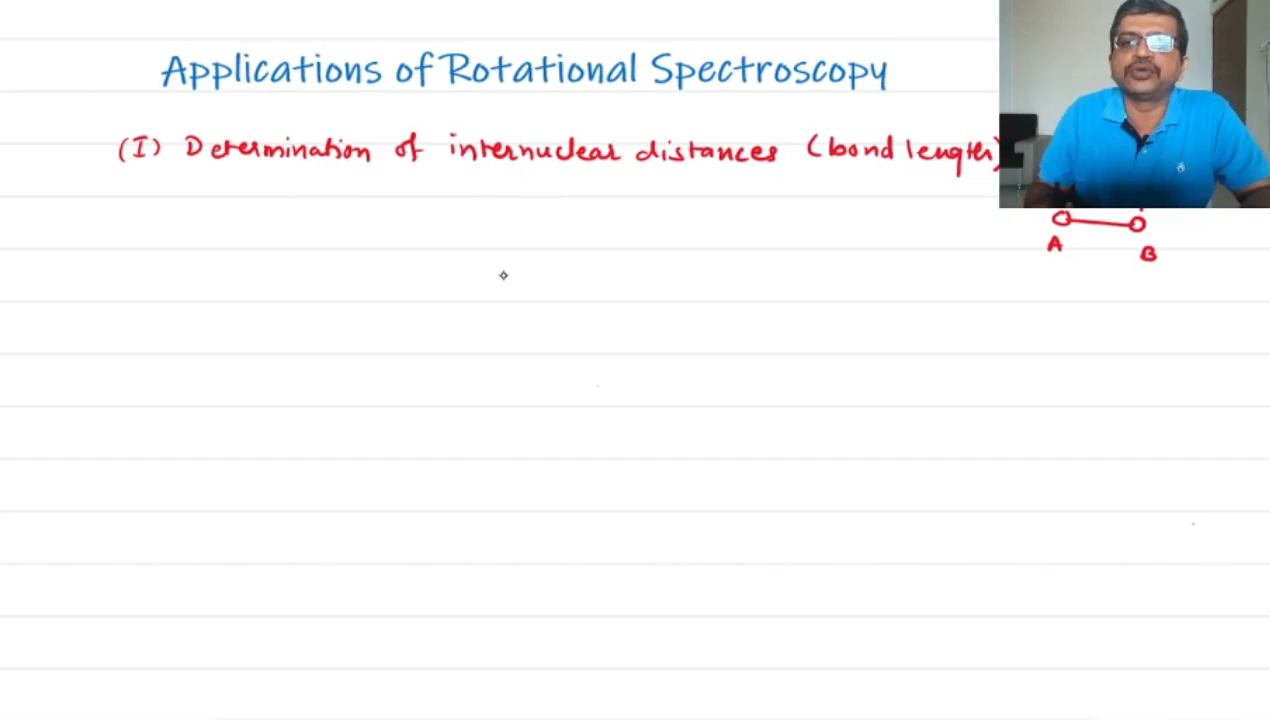 Applications of Rotational Spectroscopy
(I) Determination of internuclear distances (bond length)
A
B